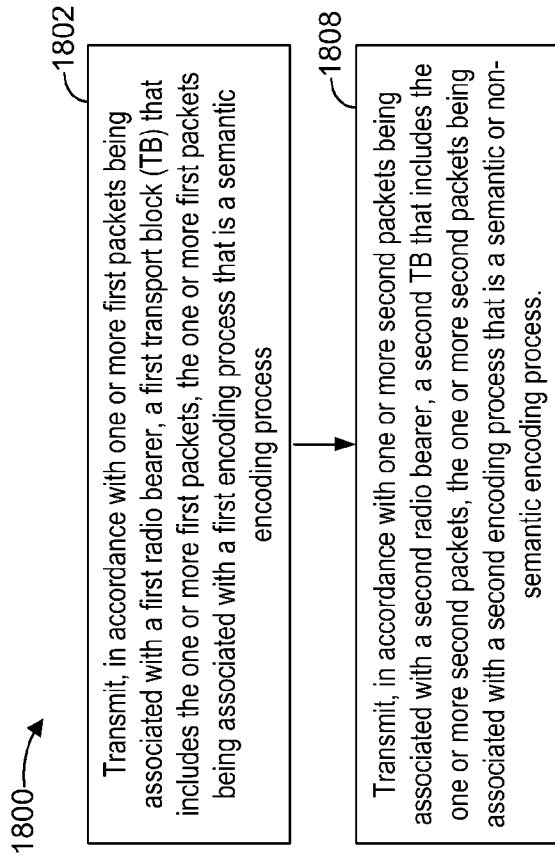 1800
1802
Transmit, in accordance with one or more first packets being
associated with a first radio bearer, a first transport block (TB) that
includes the one or more first packets, the one or more first packets
being associated with a first encoding process that is a semantic
encoding process
1808
Transmit, in accordance with one or more second packets being
associated with a second radio bearer, a second TB that includes the
one or more second packets, the one or more second packets being
associated with a second encoding process that is a semantic or non-
semantic encoding process.